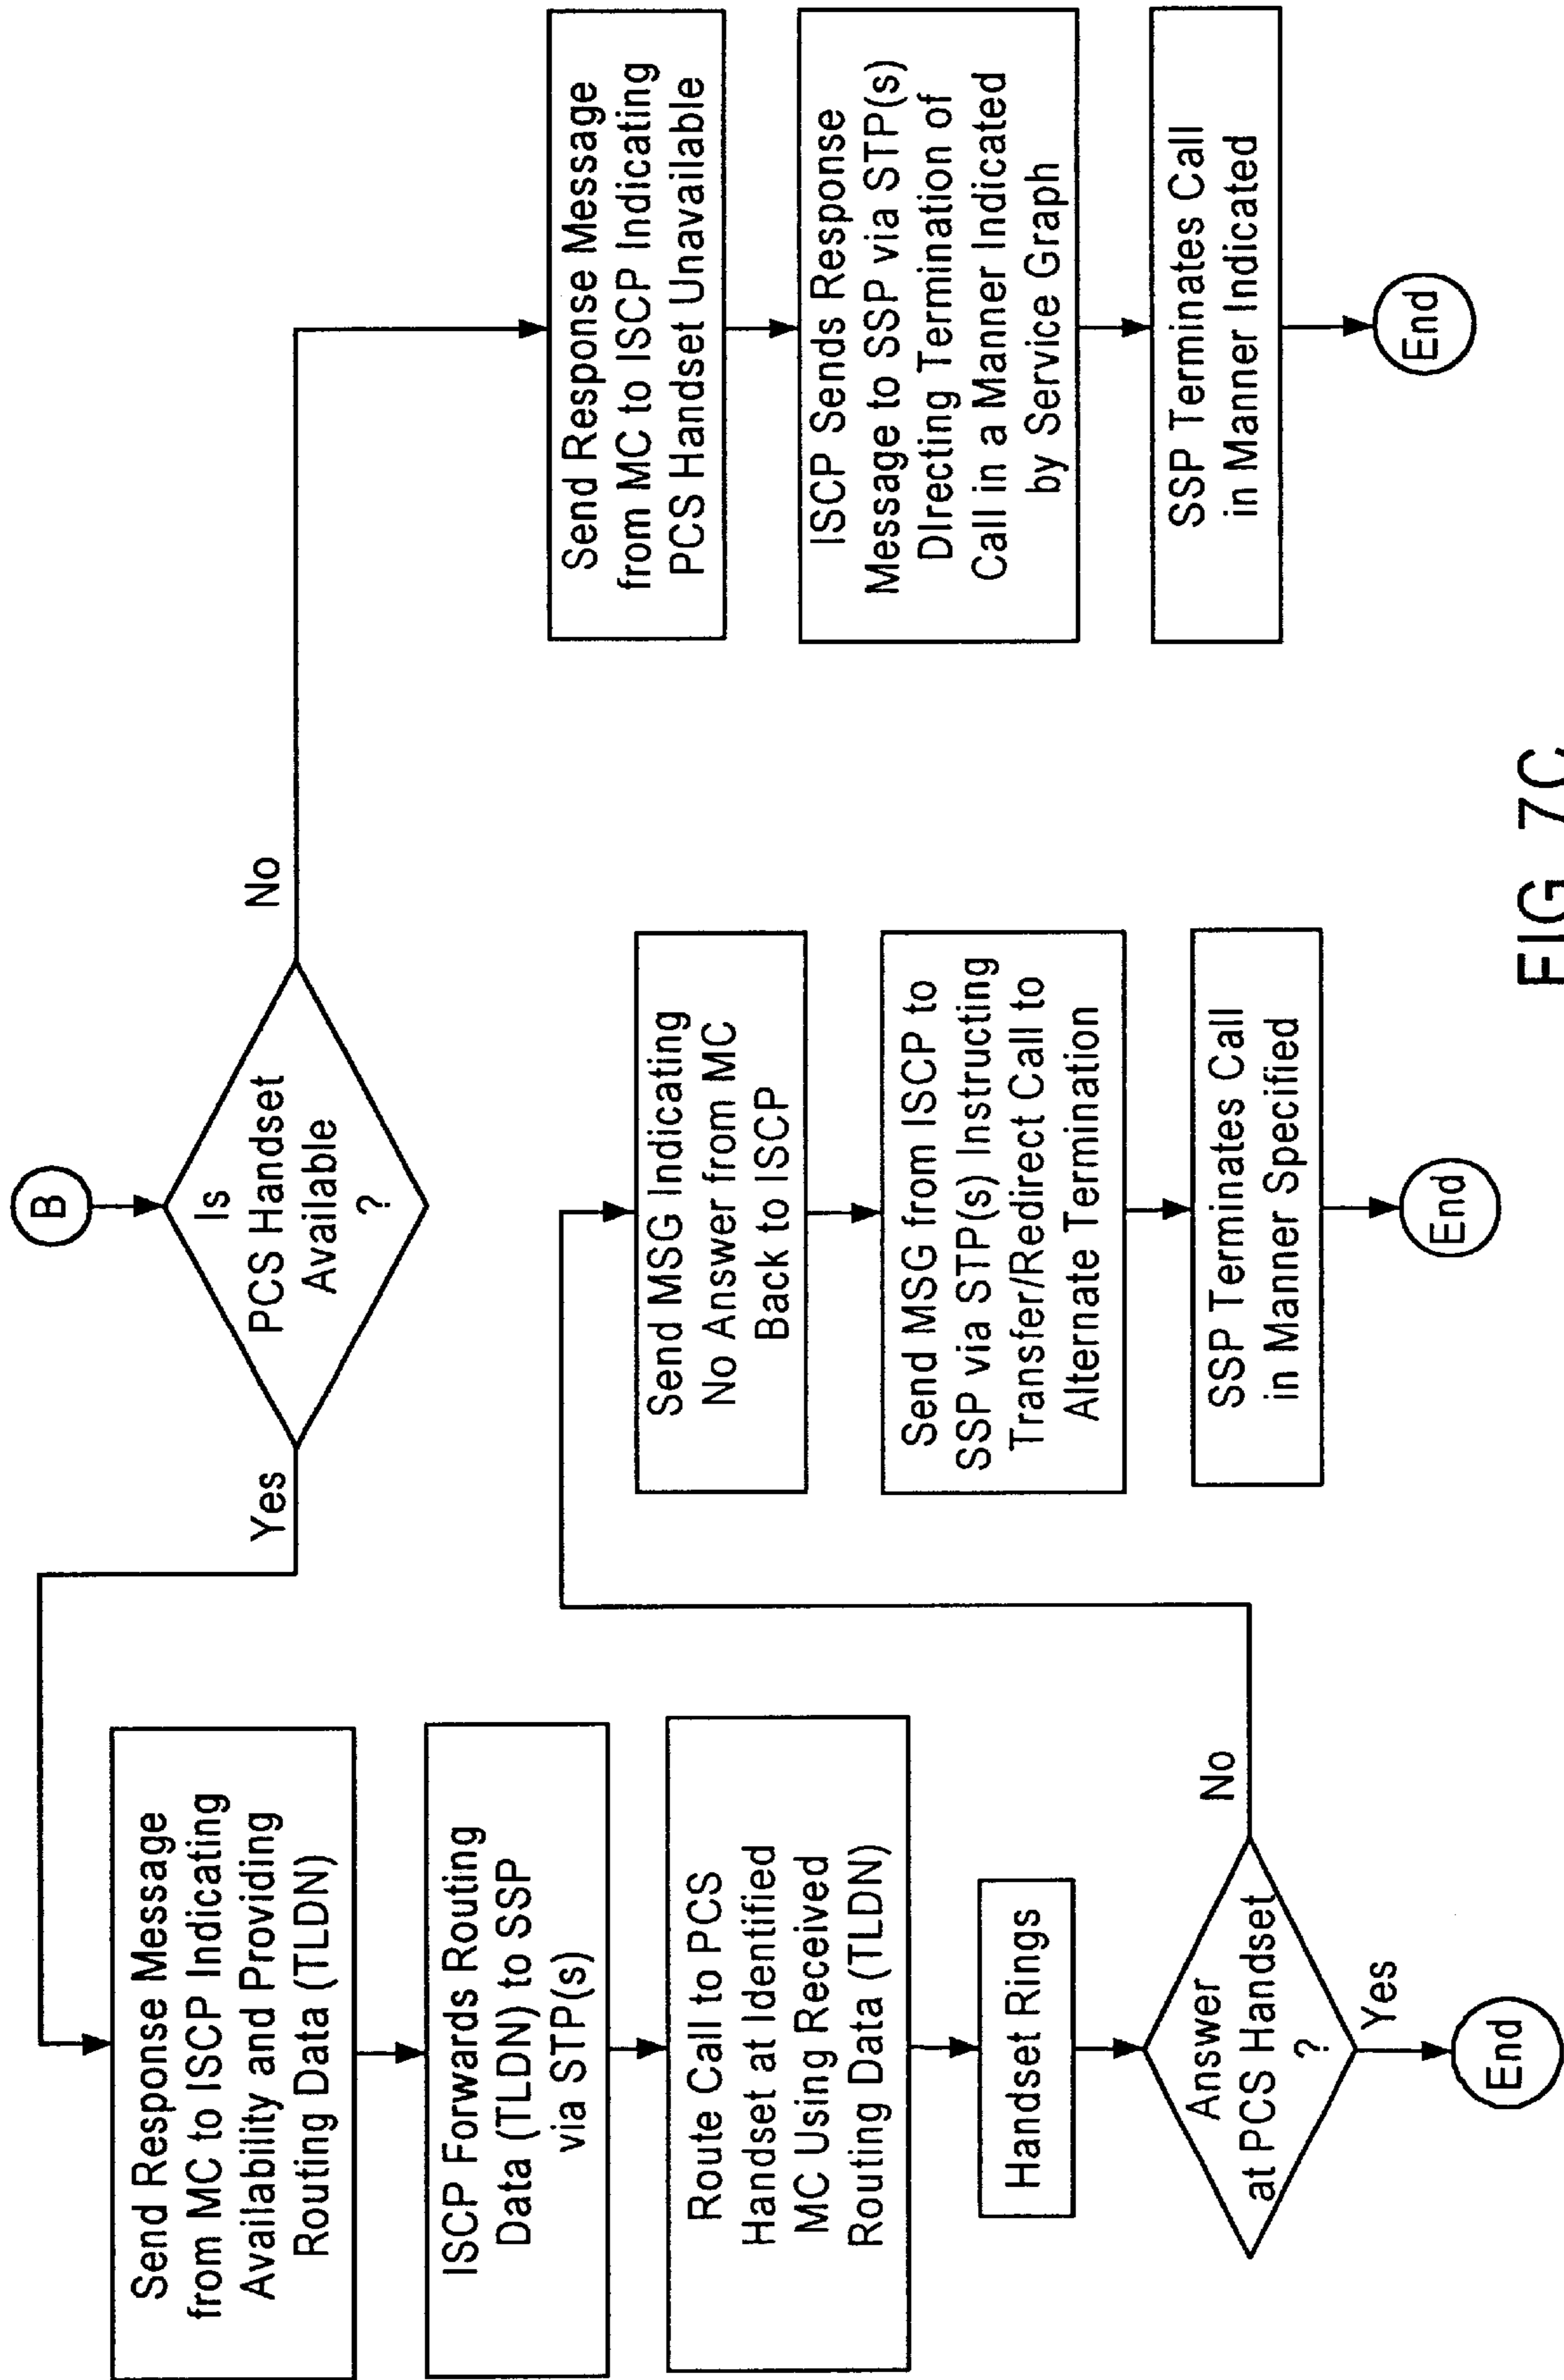 B
Is
PCS Handset
Available
?
Yes
No
Send Response Message
from MC to ISCP Indicating
Availability and Providing
Routing Data (TLDN)
ISCP Forwards Routing
Data (TLDN) to SSP
via STP(s)
Route Call to PCS
Handset at Identified
MC Using Received
Routing Data (TLDN)
Handset Rings
Answer
at PCS Handset
?
Yes
End
No
Send MSG Indicating
No Answer from MC
Back to ISCP
Send MSG from ISCP to
SSP via STP(s) Instructing
Transfer/Redirect Call to
Alternate Termination
SSP Terminates Call
in Manner Specified
End
Send Response Message
from MC to ISCP Indicating
PCS Handset Unavailable
ISCP Sends Response
Message to SSP via STP(s)
DIrecting Termination of
Call in a Manner Indicated
by Service Graph
SSP Terminates Call
in Manner Indicated
End
FIG 7C